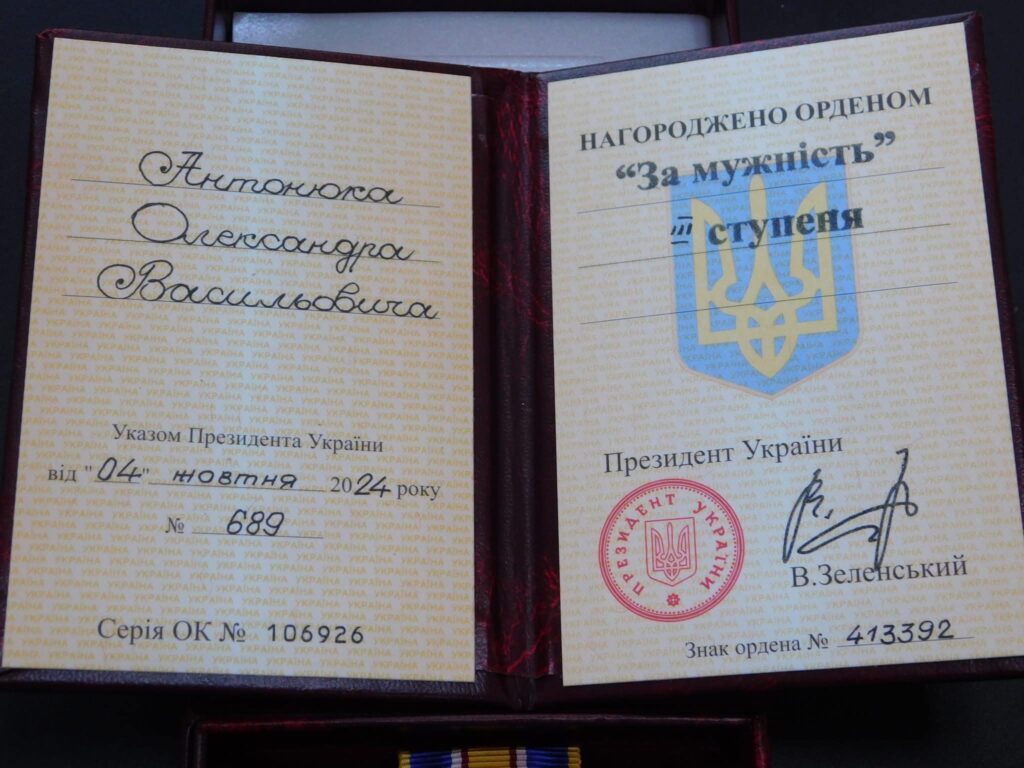 Антонюка
Олександра
Васильовича
Указом Президента України
від "04" жовтня 2024 року
№ 689
Серія ОК № 106926
НАГОРОДЖЕНО ОРДЕНОМ
“За мужність”
III ступеня
Президент України
ПРЕЗИДЕНТ УКРАЇНИ
В.Зеленський
Знак ордена № 413392